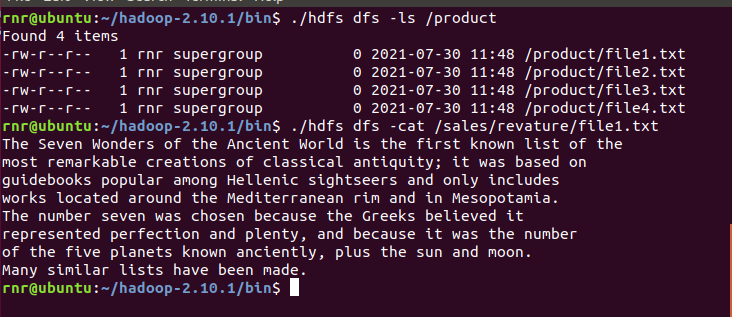 rnr@ubuntu:~/hadoop-2.10.1/bin$ ./hdfs dfs -ls /product
Found 4 items
-rw-r--r--   1 rnr supergroup          0 2021-07-30 11:48 /product/file1.txt
-rw-r--r--   1 rnr supergroup          0 2021-07-30 11:48 /product/file2.txt
-rw-r--r--   1 rnr supergroup          0 2021-07-30 11:48 /product/file3.txt
-rw-r--r--   1 rnr supergroup          0 2021-07-30 11:48 /product/file4.txt
rnr@ubuntu:~/hadoop-2.10.1/bin$ ./hdfs dfs -cat /sales/revature/file1.txt
The Seven Wonders of the Ancient World is the first known list of the
most remarkable creations of classical antiquity; it was based on
guidebooks popular among Hellenic sightseers and only includes
works located around the Mediterranean rim and in Mesopotamia.
The number seven was chosen because the Greeks believed it
represented perfection and plenty, and because it was the number
of the five planets known anciently, plus the sun and moon.
Many similar lists have been made.
rnr@ubuntu:~/hadoop-2.10.1/bin$